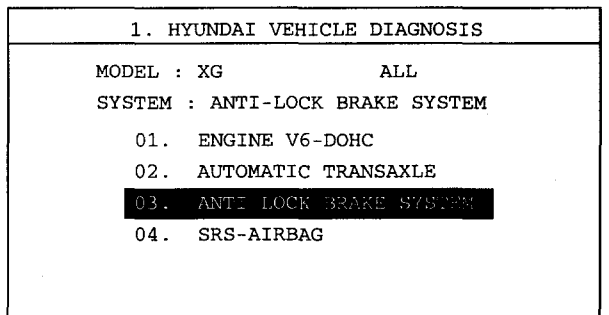 1. HYUNDAI VEHICLE DIAGNOSIS
MODEL : XG ALL
SYSTEM : ANTI-LOCK BRAKE SYSTEM
01. ENGINE V6-DOHC
02. AUTOMATIC TRANSAXLE
03. ANTI LOCK BRAKE SYSTEM
04. SRS-AIRBAG